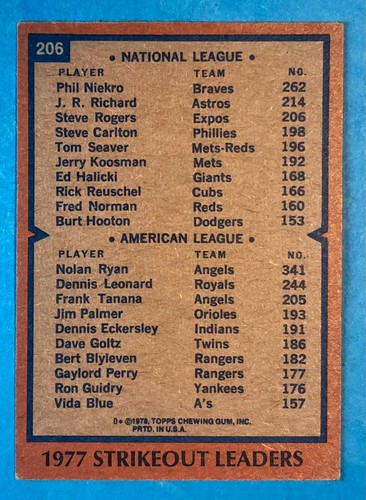 206
• NATIONAL LEAGUE •
PLAYER TEAM NO.
Phil Niekro Braves 262
J. R. Richard Astros 214
Steve Rogers Expos 206
Steve Carlton Phillies 198
Tom Seaver Mets-Reds 196
Jerry Koosman Mets 192
Ed Halicki Giants 168
Rick Reuschel Cubs 166
Fred Norman Reds 160
Burt Hooton Dodgers 153
• AMERICAN LEAGUE •
PLAYER TEAM NO.
Nolan Ryan Angels 341
Dennis Leonard Royals 244
Frank Tanana Angels 205
Jim Palmer Orioles 193
Dennis Eckersley Indians 191
Dave Goltz Twins 186
Bert Blyleven Rangers 182
Gaylord Perry Rangers 177
Ron Guidry Yankees 176
Vida Blue A's 157
D* ©1978, TOPPS CHEWING GUM, INC.
PRTD. IN U.S.A.
1977 STRIKEOUT LEADERS